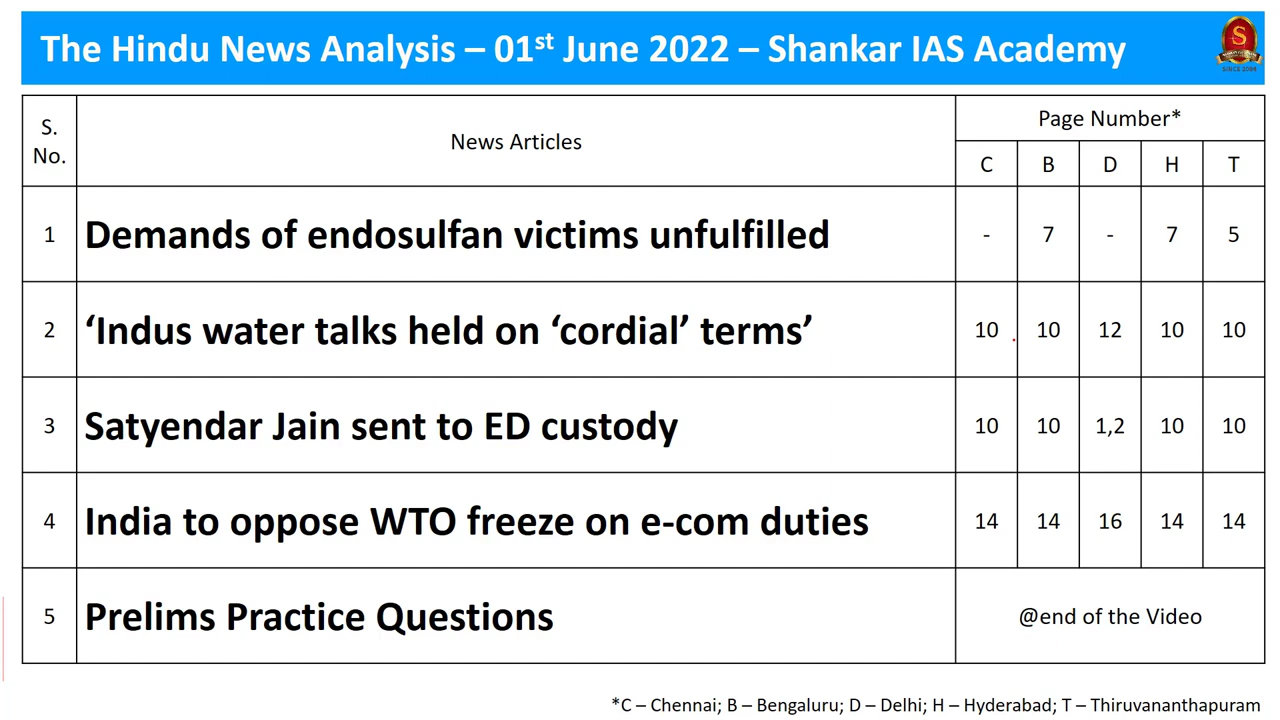 The Hindu News Analysis – 01st June 2022 – Shankar IAS Academy
S
SINCE 2004
S. No.
News Articles
Page Number*
C B D H T
1 Demands of endosulfan victims unfulfilled - 7 - 7 5
2 ‘Indus water talks held on ‘cordial’ terms’ 10 10 12 10 10
3 Satyendar Jain sent to ED custody 10 10 1,2 10 10
4 India to oppose WTO freeze on e-com duties 14 14 16 14 14
5 Prelims Practice Questions @end of the Video
*C – Chennai; B – Bengaluru; D – Delhi; H – Hyderabad; T – Thiruvananthapuram